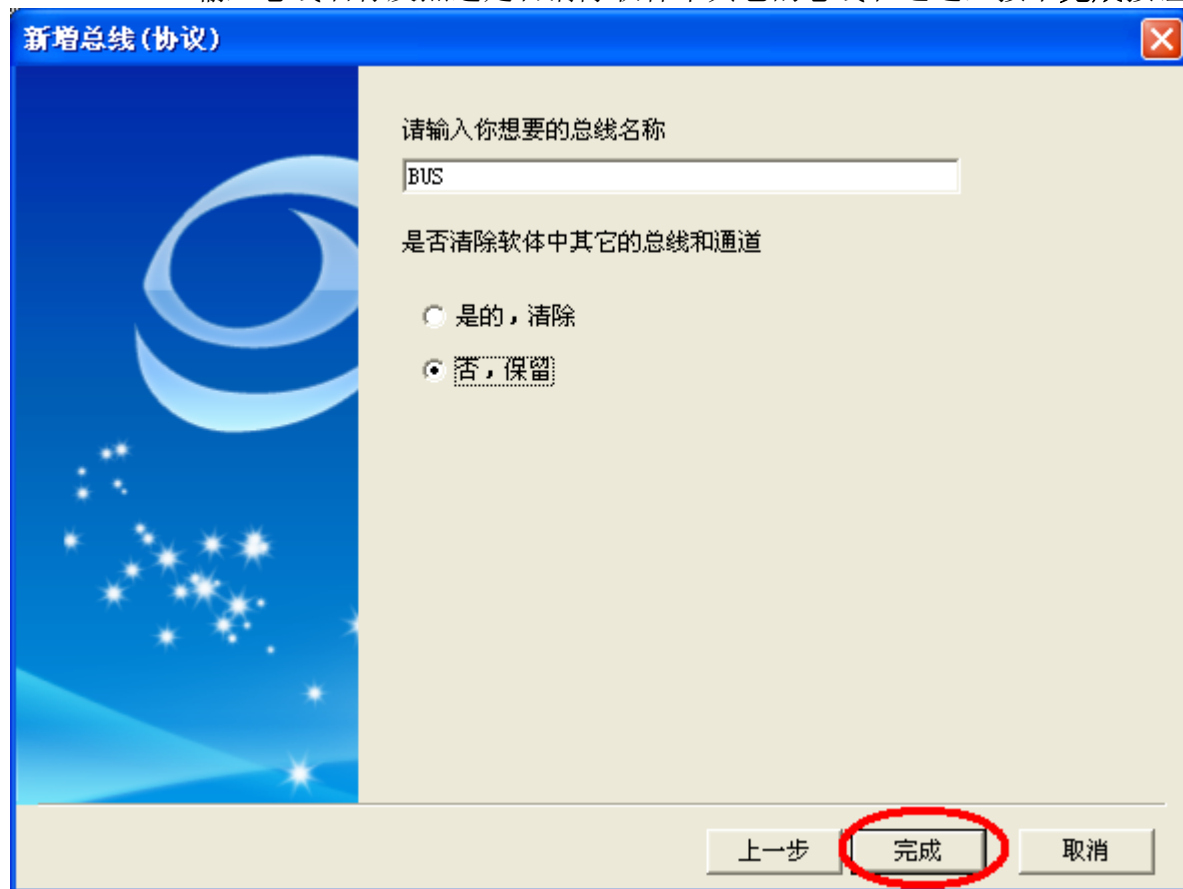 新增总线(协议)
请输入你想要的总线名称
BUS
是否清除软体中其它的总线和通道
是的，清除
否，保留
上一步 完成 取消